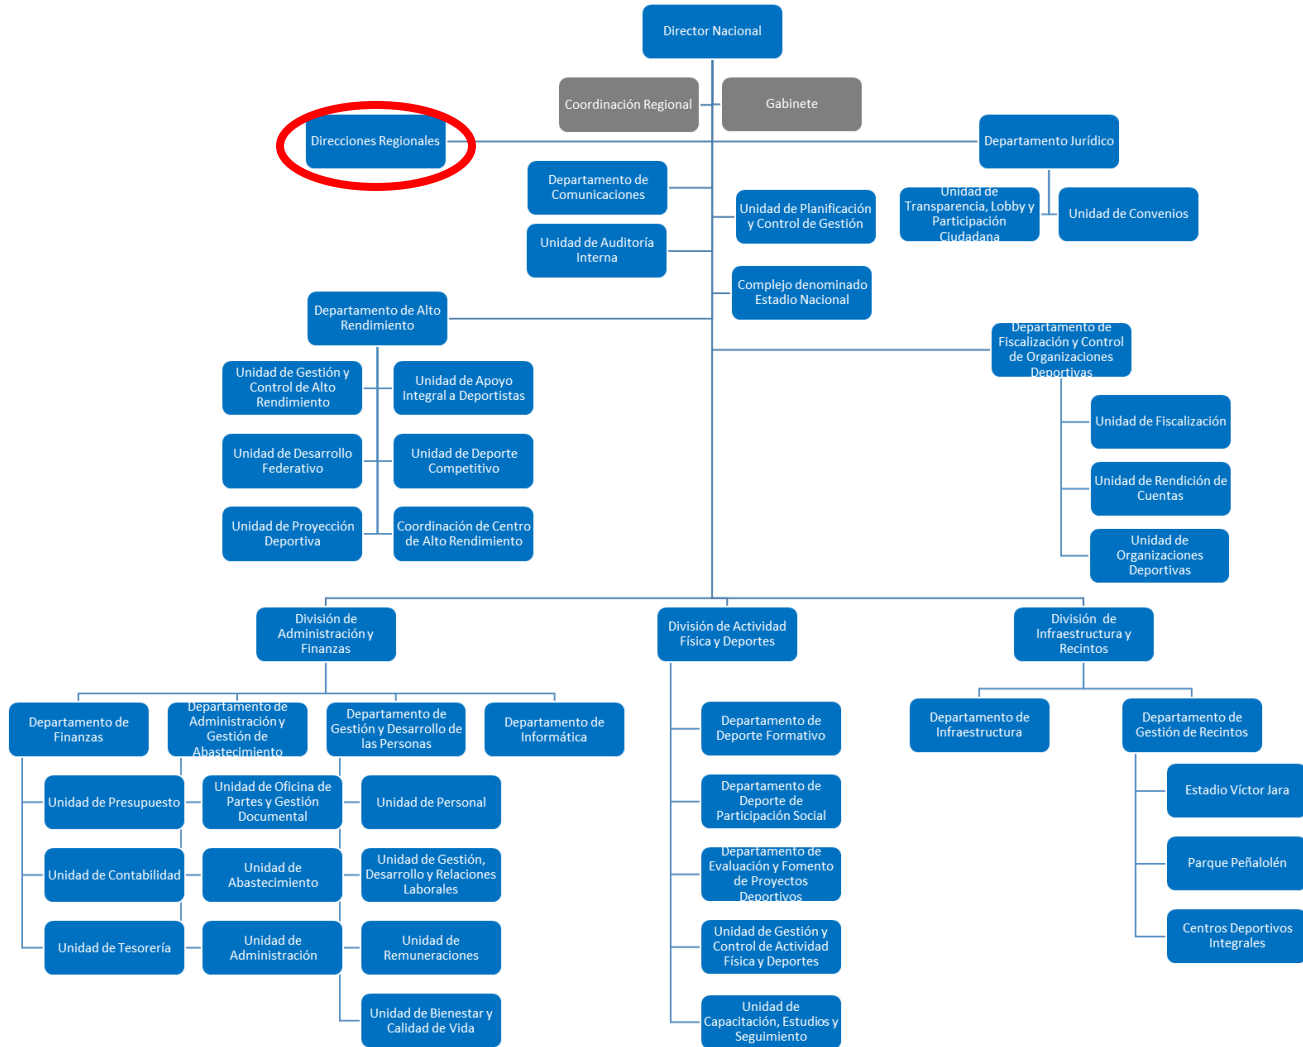 Director Nacional
Coordinación Regional
Gabinete
Direcciones Regionales
Departamento Jurídico
Departamento de
Comunicaciones
Unidad de Planificación
y Control de Gestión
Unidad de
Transparencia, Lobby y
Participación
Ciudadana
Unidad de Convenios
Unidad de Auditoría
Interna
Complejo denominado
Estadio Nacional
Departamento de Alto
Rendimiento
Departamento de
Fiscalización y Control
de Organizaciones
Deportivas
Unidad de Gestión y
Control de Alto
Rendimiento
Unidad de Apoyo
Integral a Deportistas
Unidad de Fiscalización
Unidad de Desarrollo
Federativo
Unidad de Deporte
Competitivo
Unidad de Rendición de
Cuentas
Unidad de Proyección
Deportiva
Coordinación de Centro
de Alto Rendimiento
Unidad de
Organizaciones
Deportivas
División de
Administración y
Finanzas
División de Actividad
Física y Deportes
División de
Infraestructura y
Recintos
Departamento de
Finanzas
Departamento de
Administración y
Gestión de
Abastecimiento
Departamento de
Gestión y Desarrollo de
las Personas
Departamento de
Informática
Departamento de
Deporte Formativo
Departamento de
Infraestructura
Departamento de
Gestión de Recintos
Unidad de Presupuesto
Unidad de Oficina de
Partes y Gestión
Documental
Unidad de Personal
Departamento de
Deporte de
Participación Social
Estadio Víctor Jara
Unidad de Contabilidad
Unidad de
Abastecimiento
Unidad de Gestión,
Desarrollo y Relaciones
Laborales
Departamento de
Evaluación y Fomento
de Proyectos
Deportivos
Parque Peñalolén
Unidad de Tesorería
Unidad de
Administración
Unidad de
Remuneraciones
Unidad de Gestión y
Control de Actividad
Física y Deportes
Centros Deportivos
Integrales
Unidad de Bienestar y
Calidad de Vida
Unidad de
Capacitación, Estudios y
Seguimiento